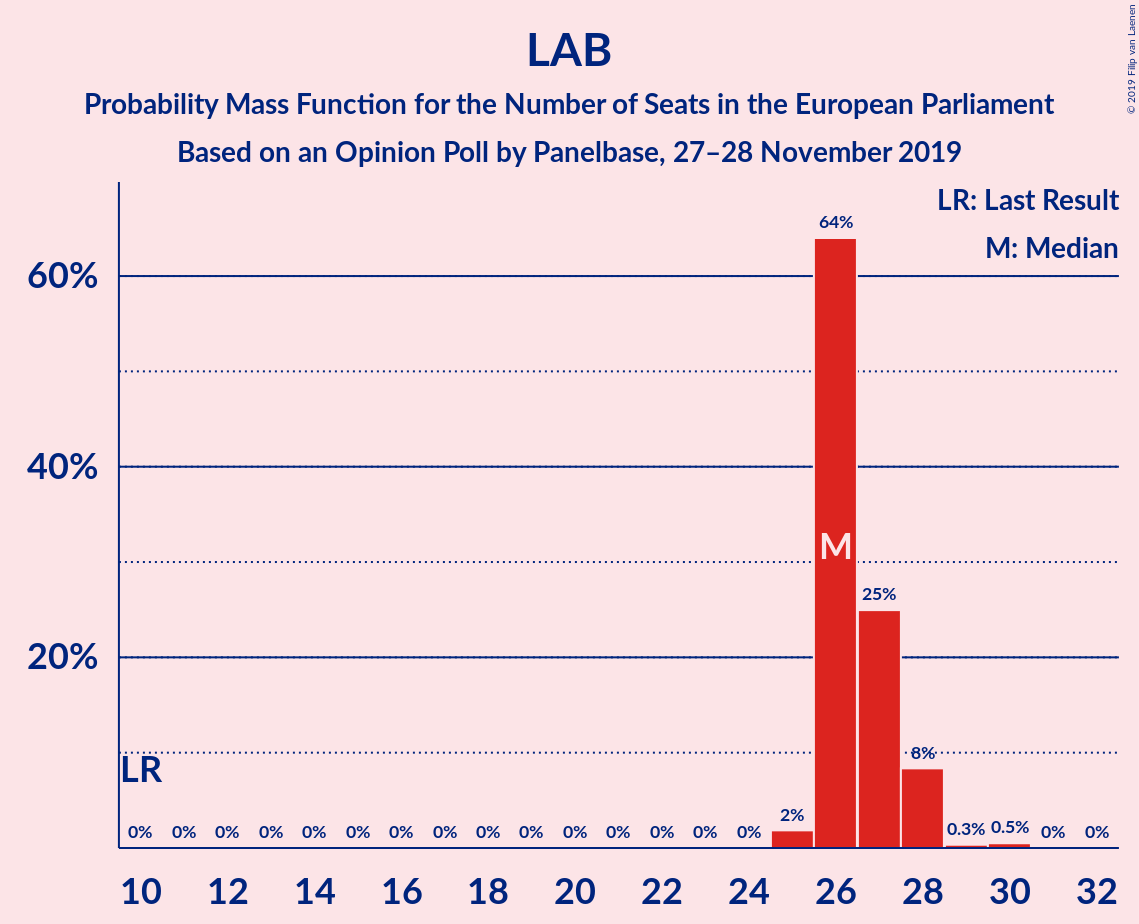 LAB
Probability Mass Function for the Number of Seats in the European Parliament
Based on an Opinion Poll by Panelbase, 27–28 November 2019
© 2019 Filip van Laenen
LR: Last Result
M: Median
64%
60%
40%
M
25%
20%
8%
LR
2%
0% 0% 0% 0% 0% 0% 0% 0% 0% 0% 0% 0% 0% 0% 0% 0.3% 0.5% 0% 0%
10 12 14 16 18 20 22 24 26 28 30 32